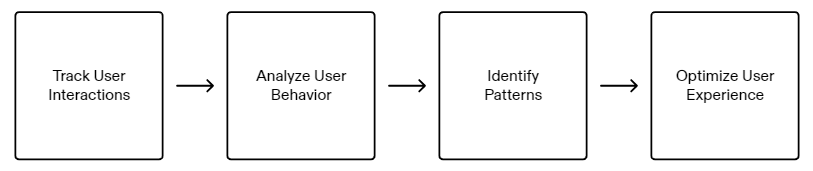 Track User
Interactions
Analyze User
Behavior
Identify
Patterns
Optimize User
Experience